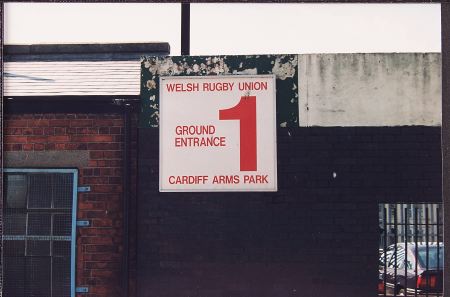 WELSH RUGBY UNION
GROUND
ENTRANCE
1
CARDIFF ARMS PARK